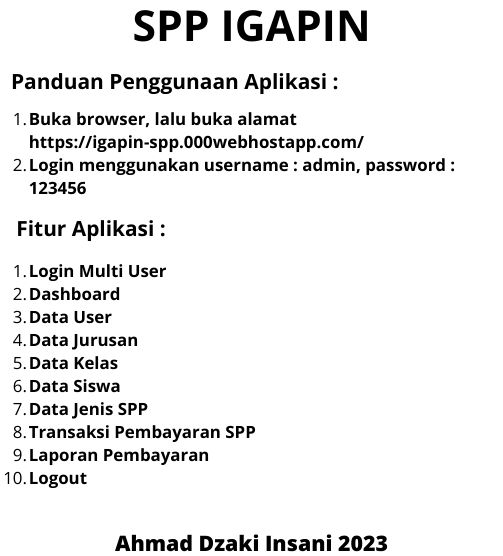 SPP IGAPIN
Panduan Penggunaan Aplikasi :
1. Buka browser, lalu buka alamat
https://igapin-spp.000webhostapp.com/
2. Login menggunakan username : admin, password :
123456
Fitur Aplikasi :
1. Login Multi User
2. Dashboard
3. Data User
4. Data Jurusan
5. Data Kelas
6. Data Siswa
7. Data Jenis SPP
8. Transaksi Pembayaran SPP
9. Laporan Pembayaran
10. Logout
Ahmad Dzaki Insani 2023